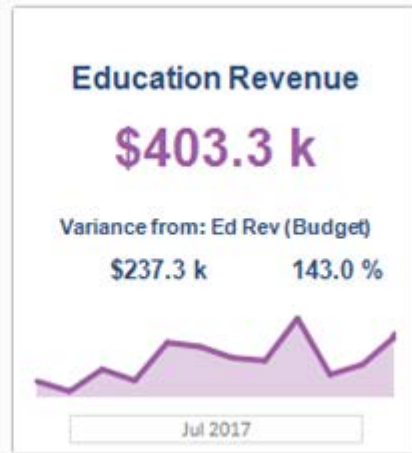 Education Revenue
$403.3 k
Variance from: Ed Rev (Budget)
$237.3 k 143.0 %
Jul 2017